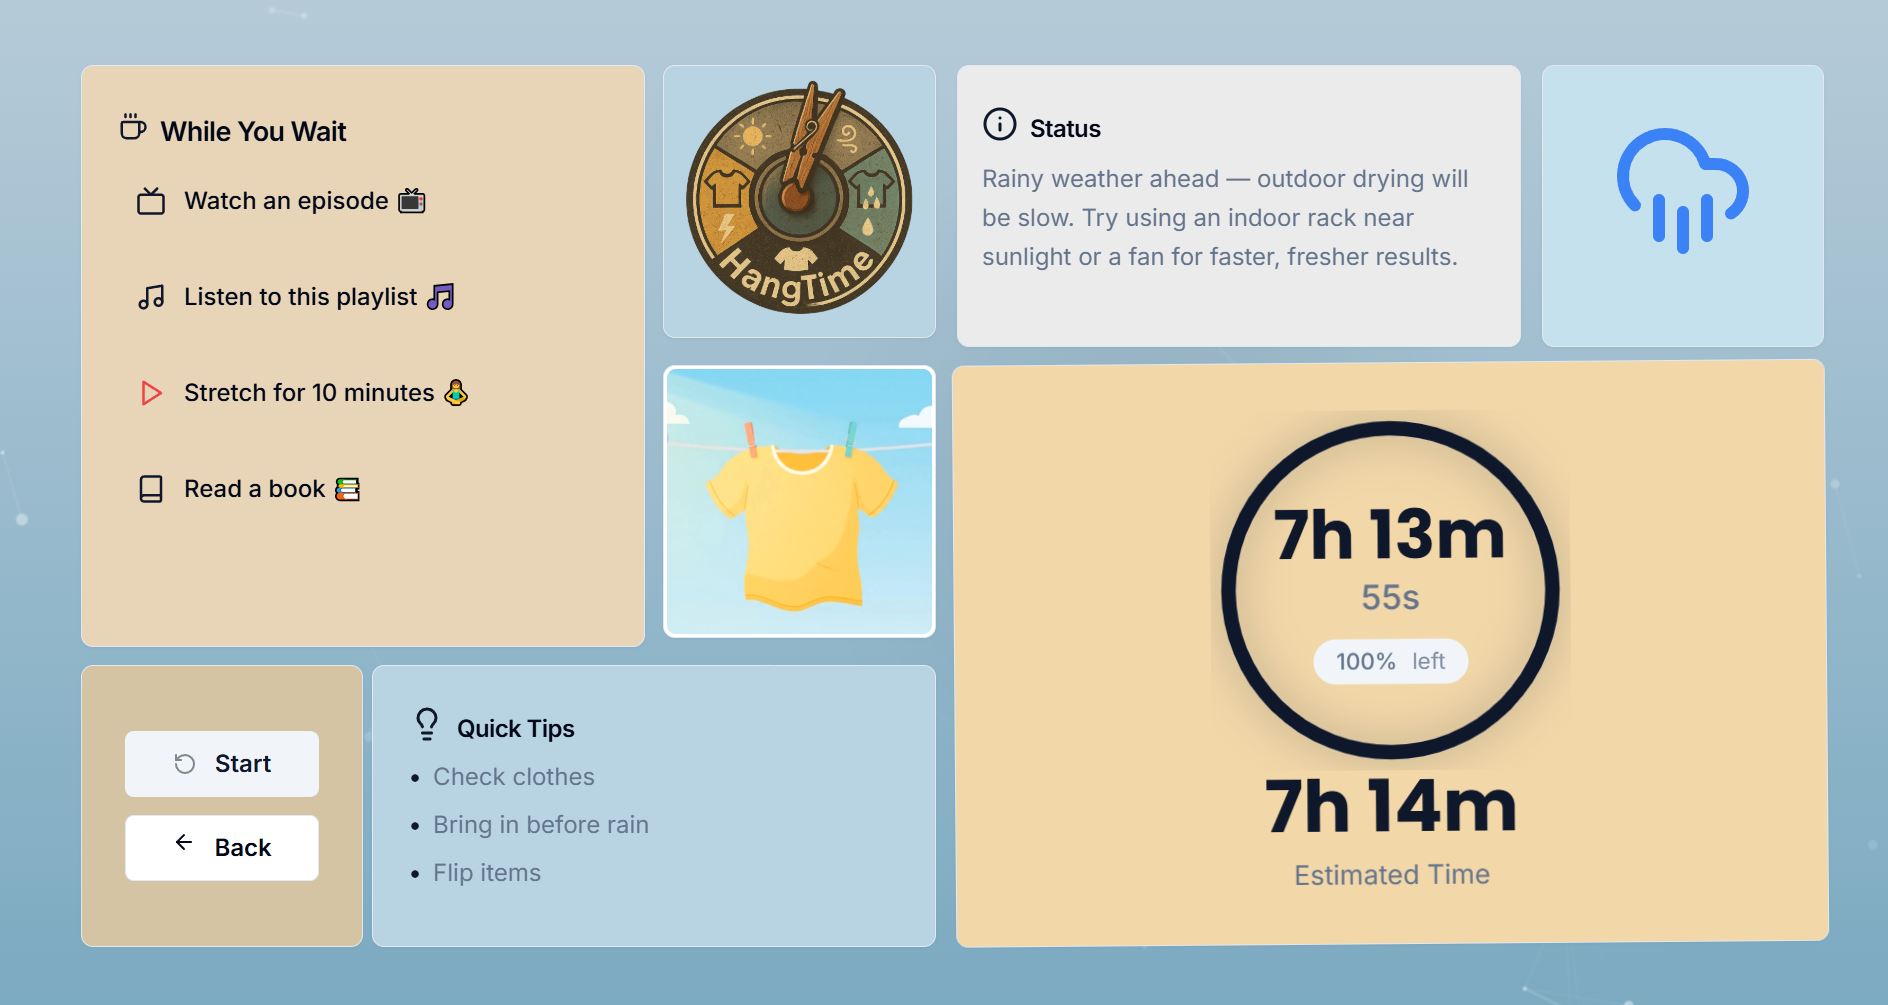 While You Wait
Watch an episode 📺
Listen to this playlist 🎵
Stretch for 10 minutes 🧘‍♀️
Read a book 📚
HangTime
Status
Rainy weather ahead — outdoor drying will
be slow. Try using an indoor rack near
sunlight or a fan for faster, fresher results.
7h 13m
55s
100% left
7h 14m
Estimated Time
Start
Back
Quick Tips
• Check clothes
• Bring in before rain
• Flip items